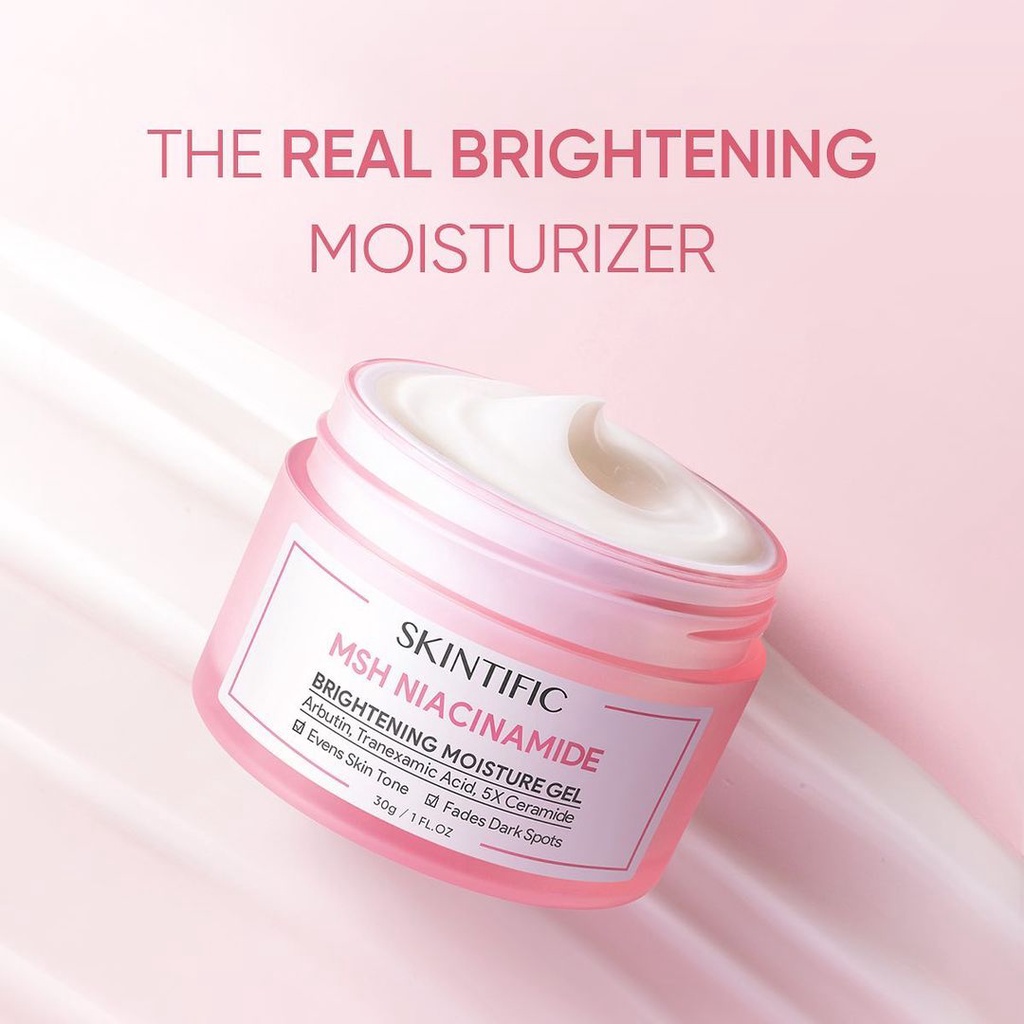 THE REAL BRIGHTENING
MOISTURIZER
SKINTIFIC
MSH NIACINAMIDE
BRIGHTENING MOISTURE GEL
Arbutin, Tranexamic Acid, 5X Ceramide
☑ Evens Skin Tone ☑ Fades Dark Spots
30g / 1 FL.OZ